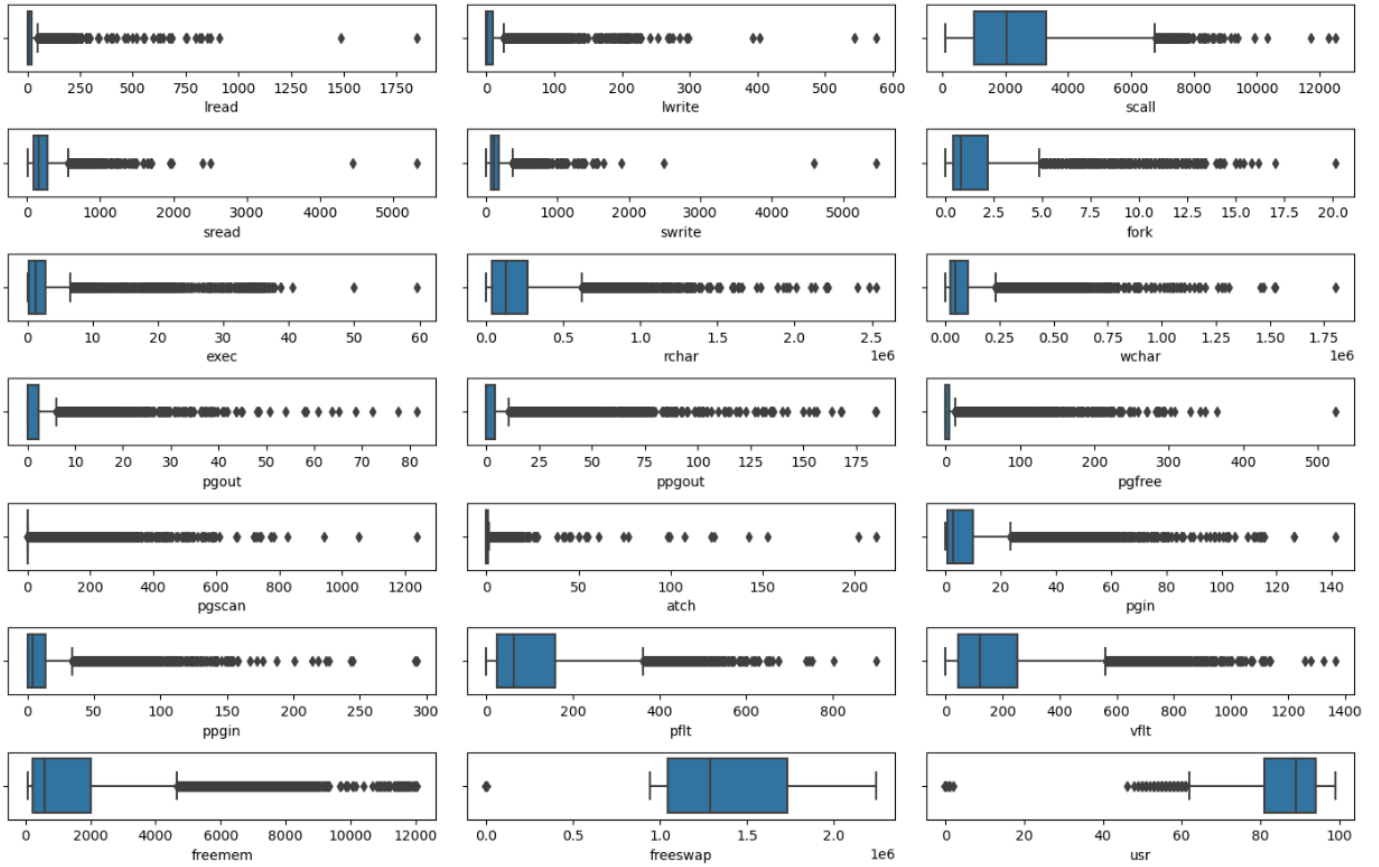 0 250 500 750 1000 1250 1500 1750
lread
0 100 200 300 400 500 600
lwrite
0 2000 4000 6000 8000 10000 12000
scall
0 1000 2000 3000 4000 5000
sread
0 1000 2000 3000 4000 5000
swrite
0.0 2.5 5.0 7.5 10.0 12.5 15.0 17.5 20.0
fork
0 10 20 30 40 50 60
exec
0.0 0.5 1.0 1.5 2.0 2.5
rchar 1e6
0.00 0.25 0.50 0.75 1.00 1.25 1.50 1.75
wchar 1e6
0 10 20 30 40 50 60 70 80
pgout
0 25 50 75 100 125 150 175
ppgout
0 100 200 300 400 500
pgfree
0 200 400 600 800 1000 1200
pgscan
0 50 100 150 200
atch
0 20 40 60 80 100 120 140
pgin
0 50 100 150 200 250 300
ppgin
0 200 400 600 800
pflt
0 200 400 600 800 1000 1200 1400
vflt
0 2000 4000 6000 8000 10000 12000
freemem
0.0 0.5 1.0 1.5 2.0
freeswap 1e6
0 20 40 60 80 100
usr